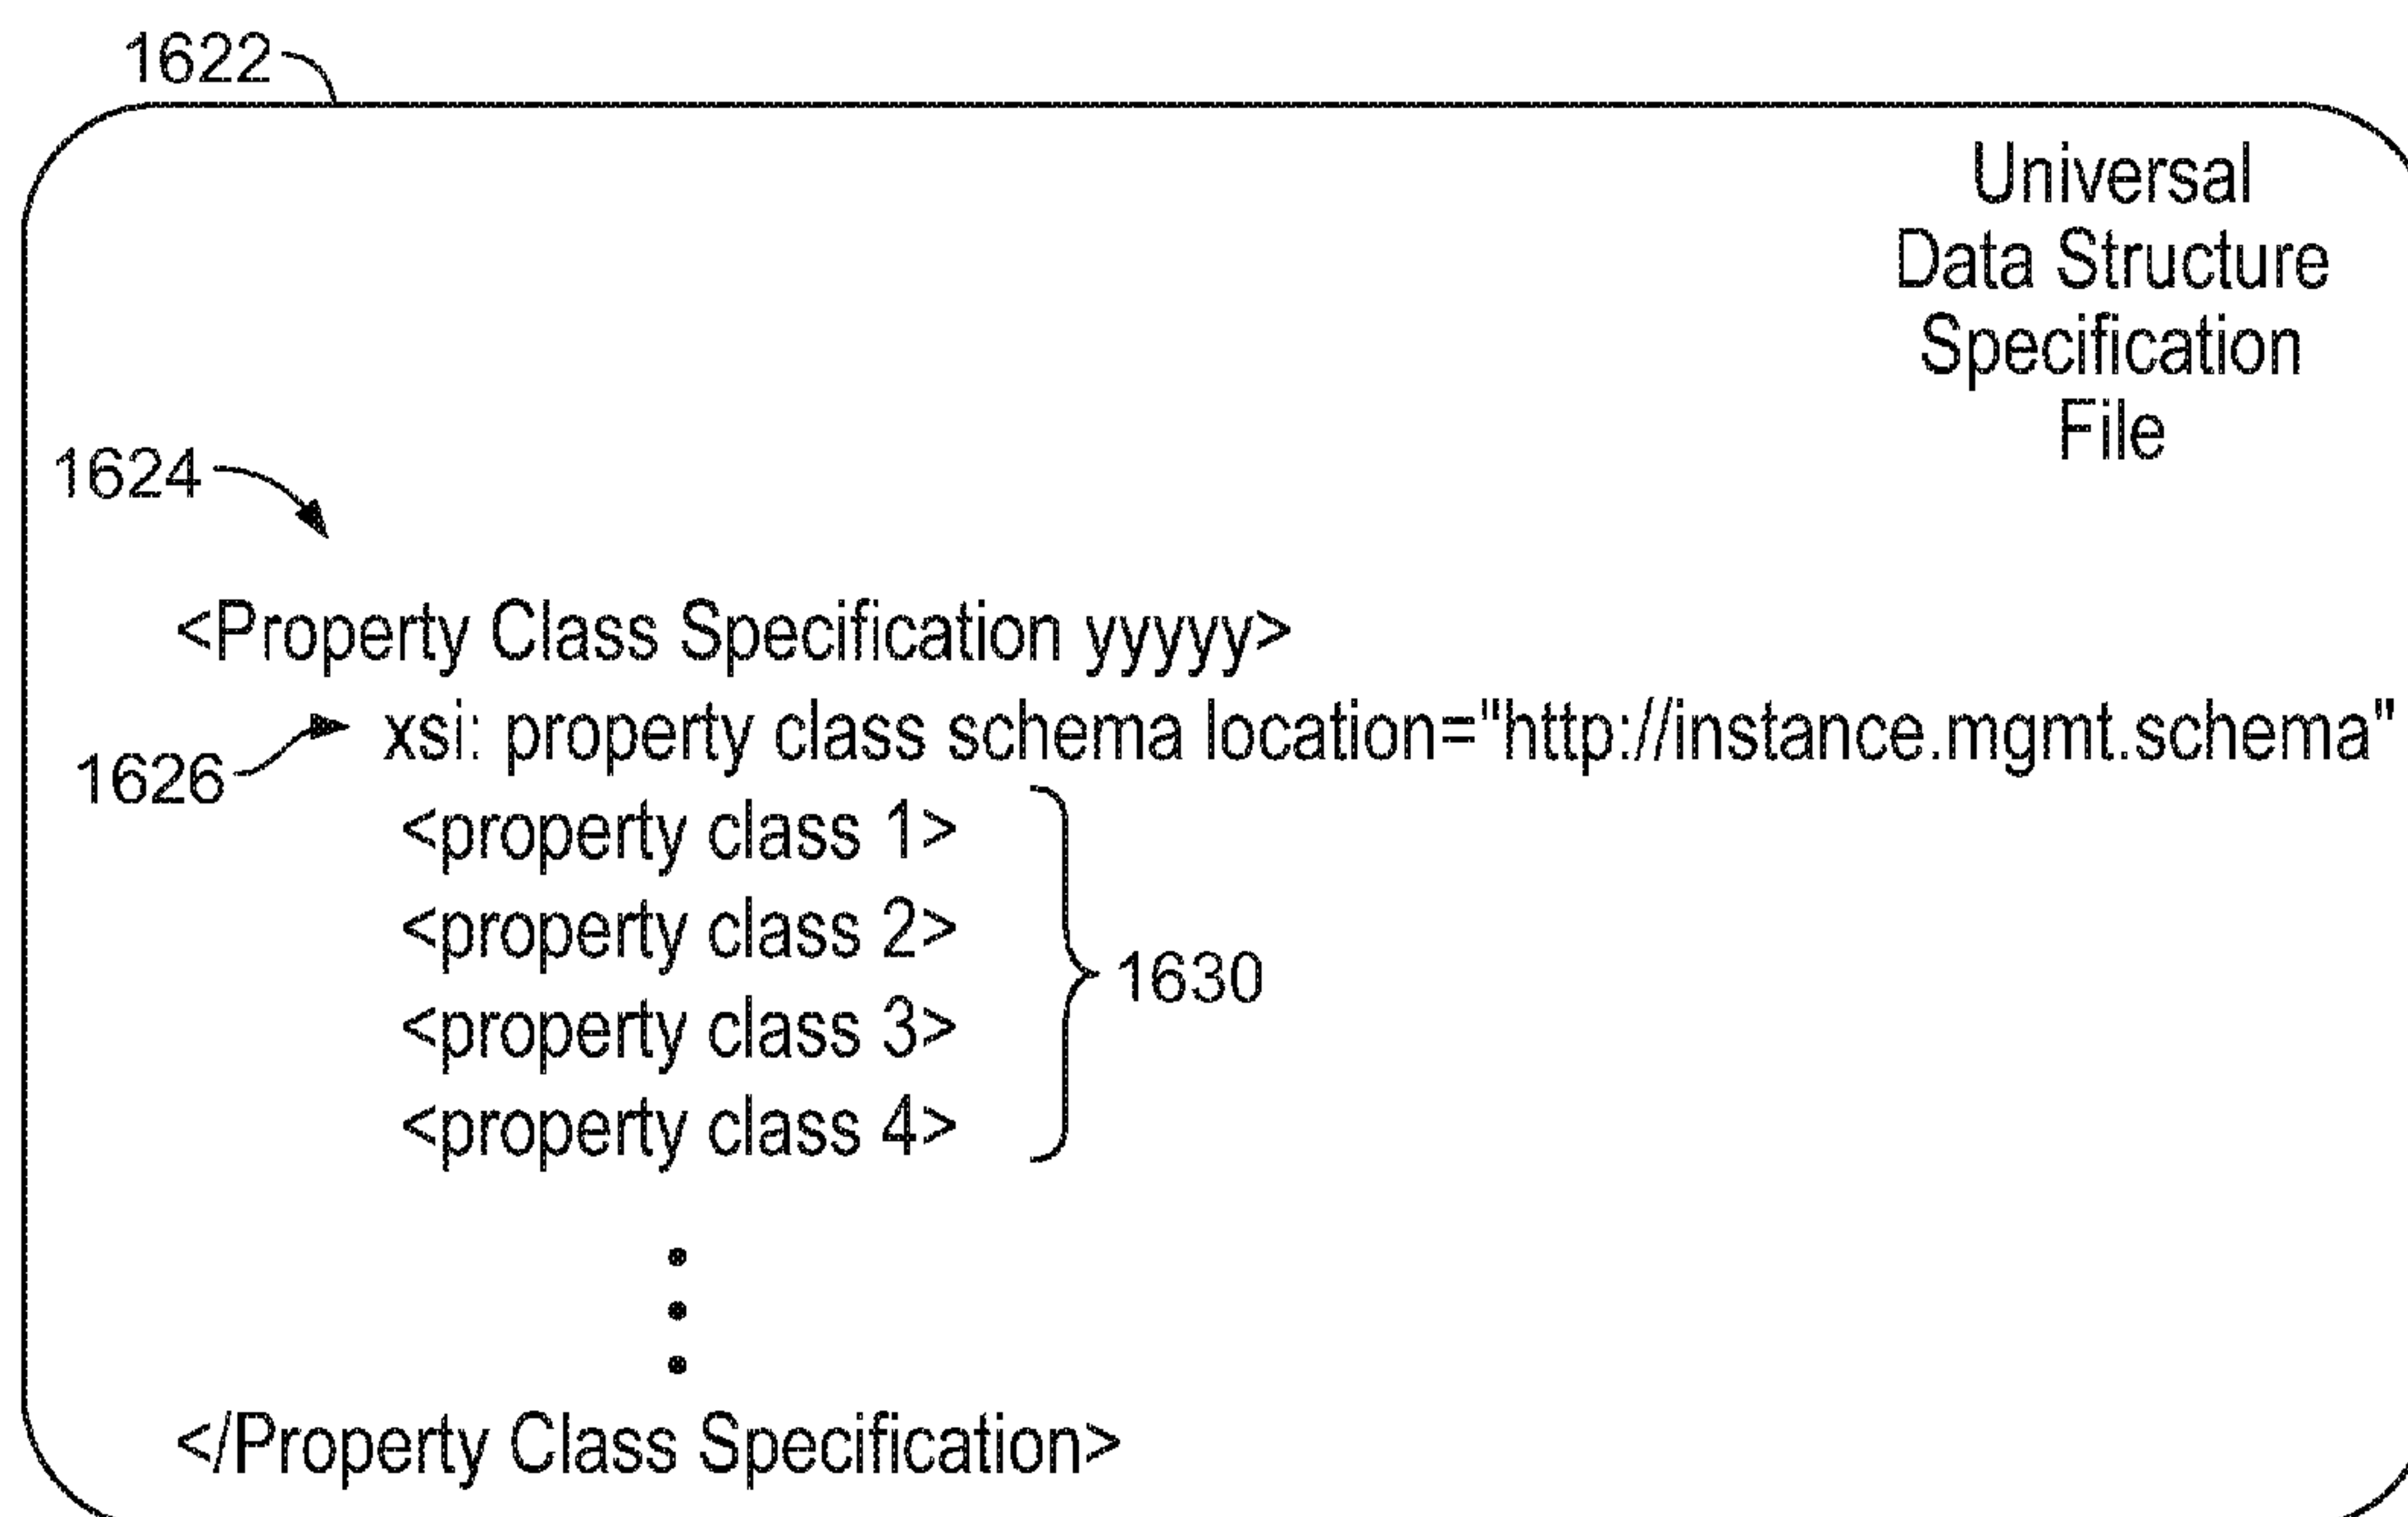 1622
Universal
Data Structure
Specification
File
1624
<Property Class Specification yyyyy>
1626 xsi: property class schema location="http://instance.mgmt.schema"
<property class 1>
<property class 2>
1630
<property class 3>
<property class 4>
</Property Class Specification>